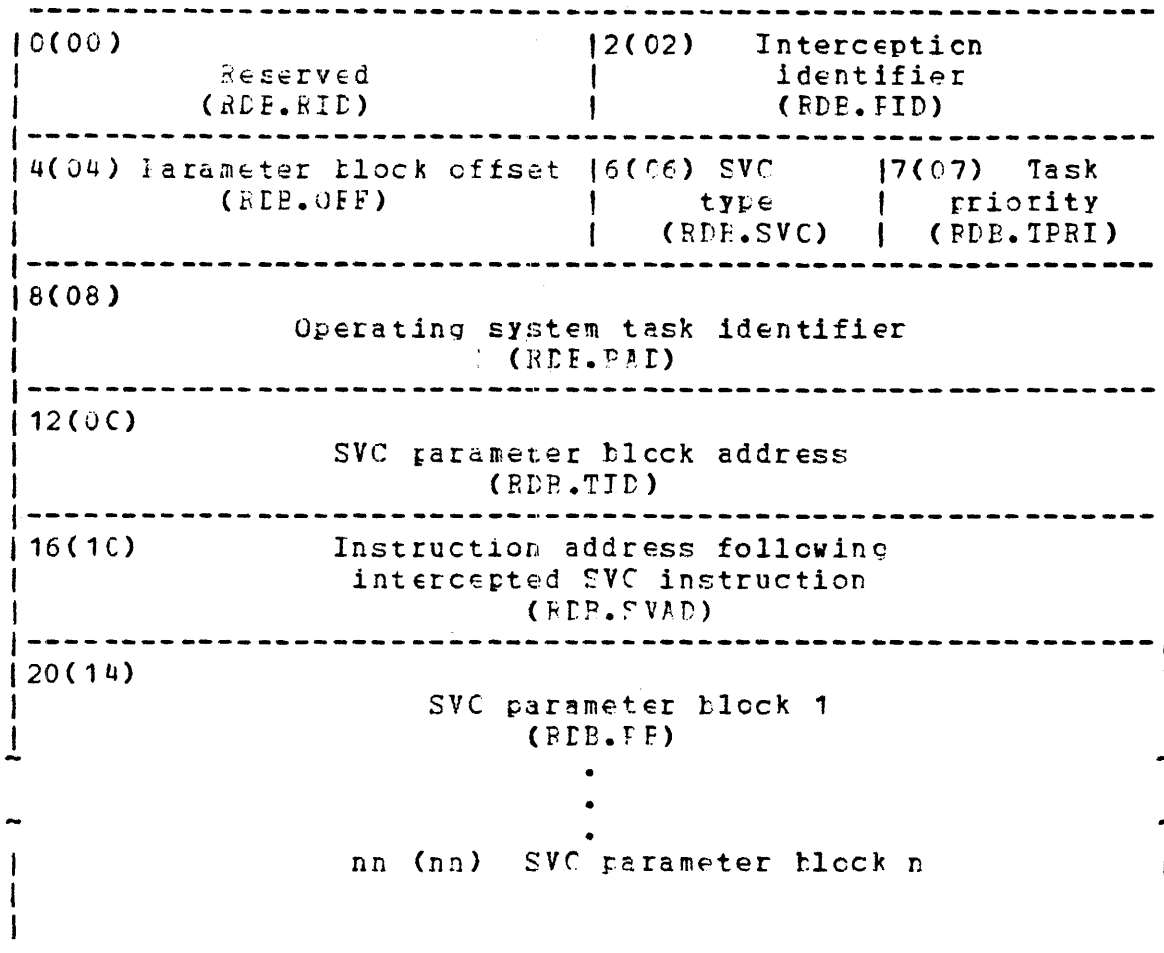 0(00) 2(02) Interception
Reserved identifier
(RDB.RID) (RDB.PID)
4(04) Parameter block offset 6(06) SVC 7(07) Task
(RDB.OFF) type priority
(RDB.SVC) (RDB.TPRI)
8(08)
Operating system task identifier
(RDB.PAD)
12(0C)
SVC parameter block address
(RDB.TID)
16(10) Instruction address following
intercepted SVC instruction
(RDB.SVAD)
20(14)
SVC parameter block 1
(RDB.PB)
.
.
.
nn (nn) SVC parameter block n